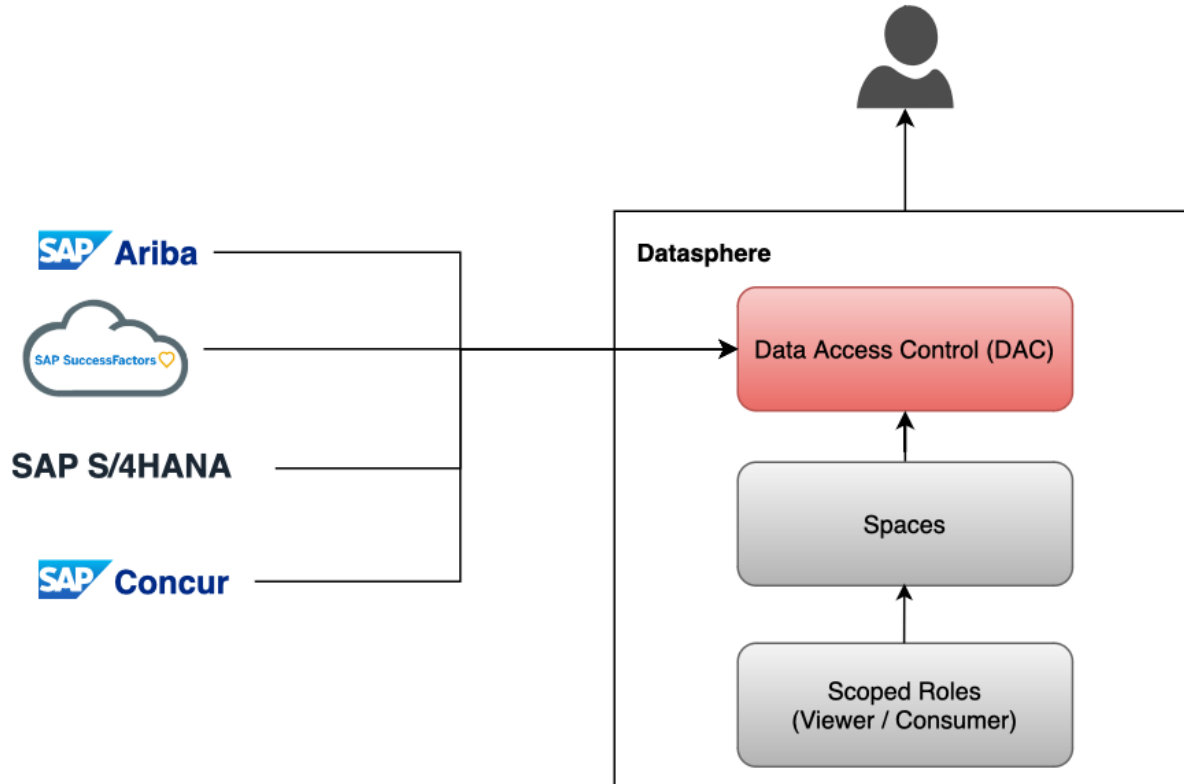 SAP Ariba
SAP SuccessFactors
SAP S/4HANA
SAP Concur
Datasphere
Data Access Control (DAC)
Spaces
Scoped Roles
(Viewer / Consumer)